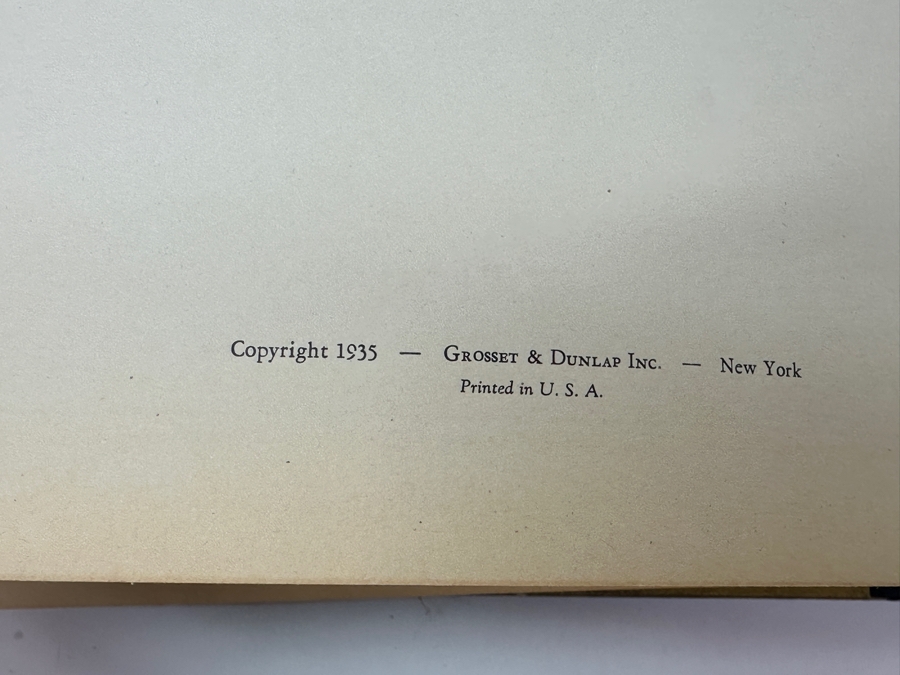 Copyright 1935 — Grosset & Dunlap Inc. — New York
Printed in U. S. A.